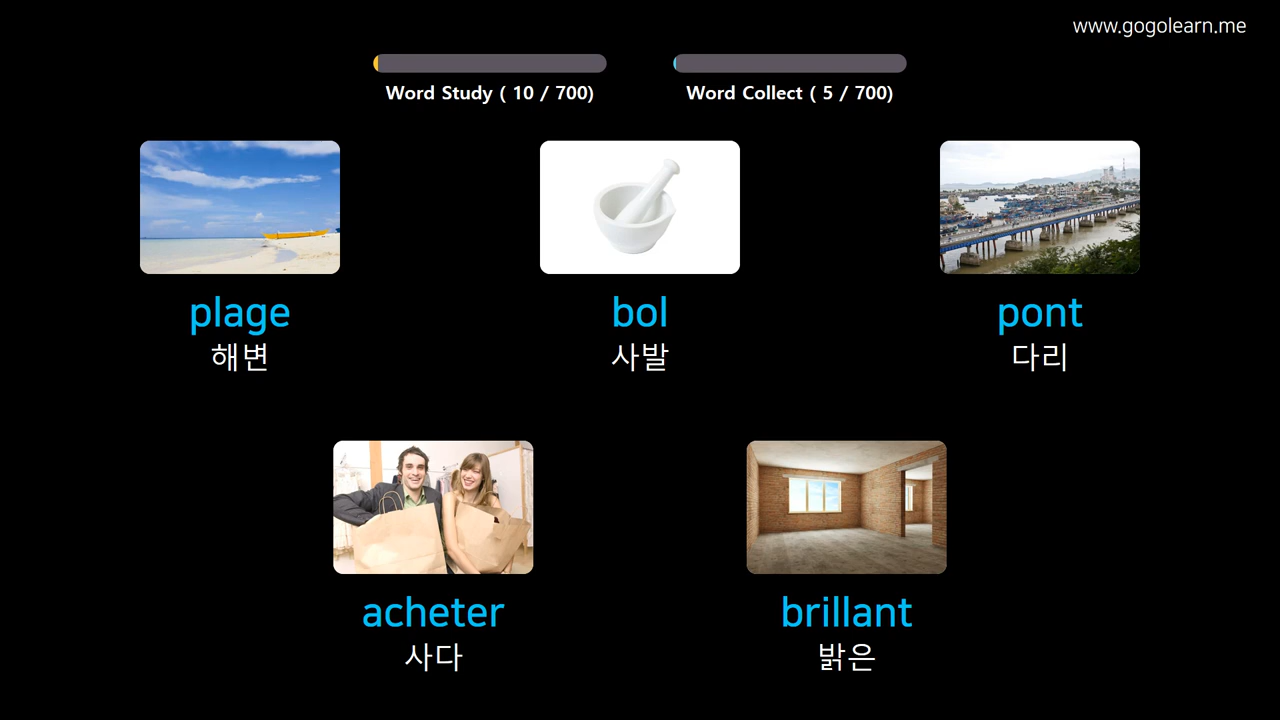 www.gogolearn.me
Word Study ( 10 / 700)
Word Collect ( 5 / 700)
plage
해변
bol
사발
pont
다리
acheter
사다
brillant
밝은